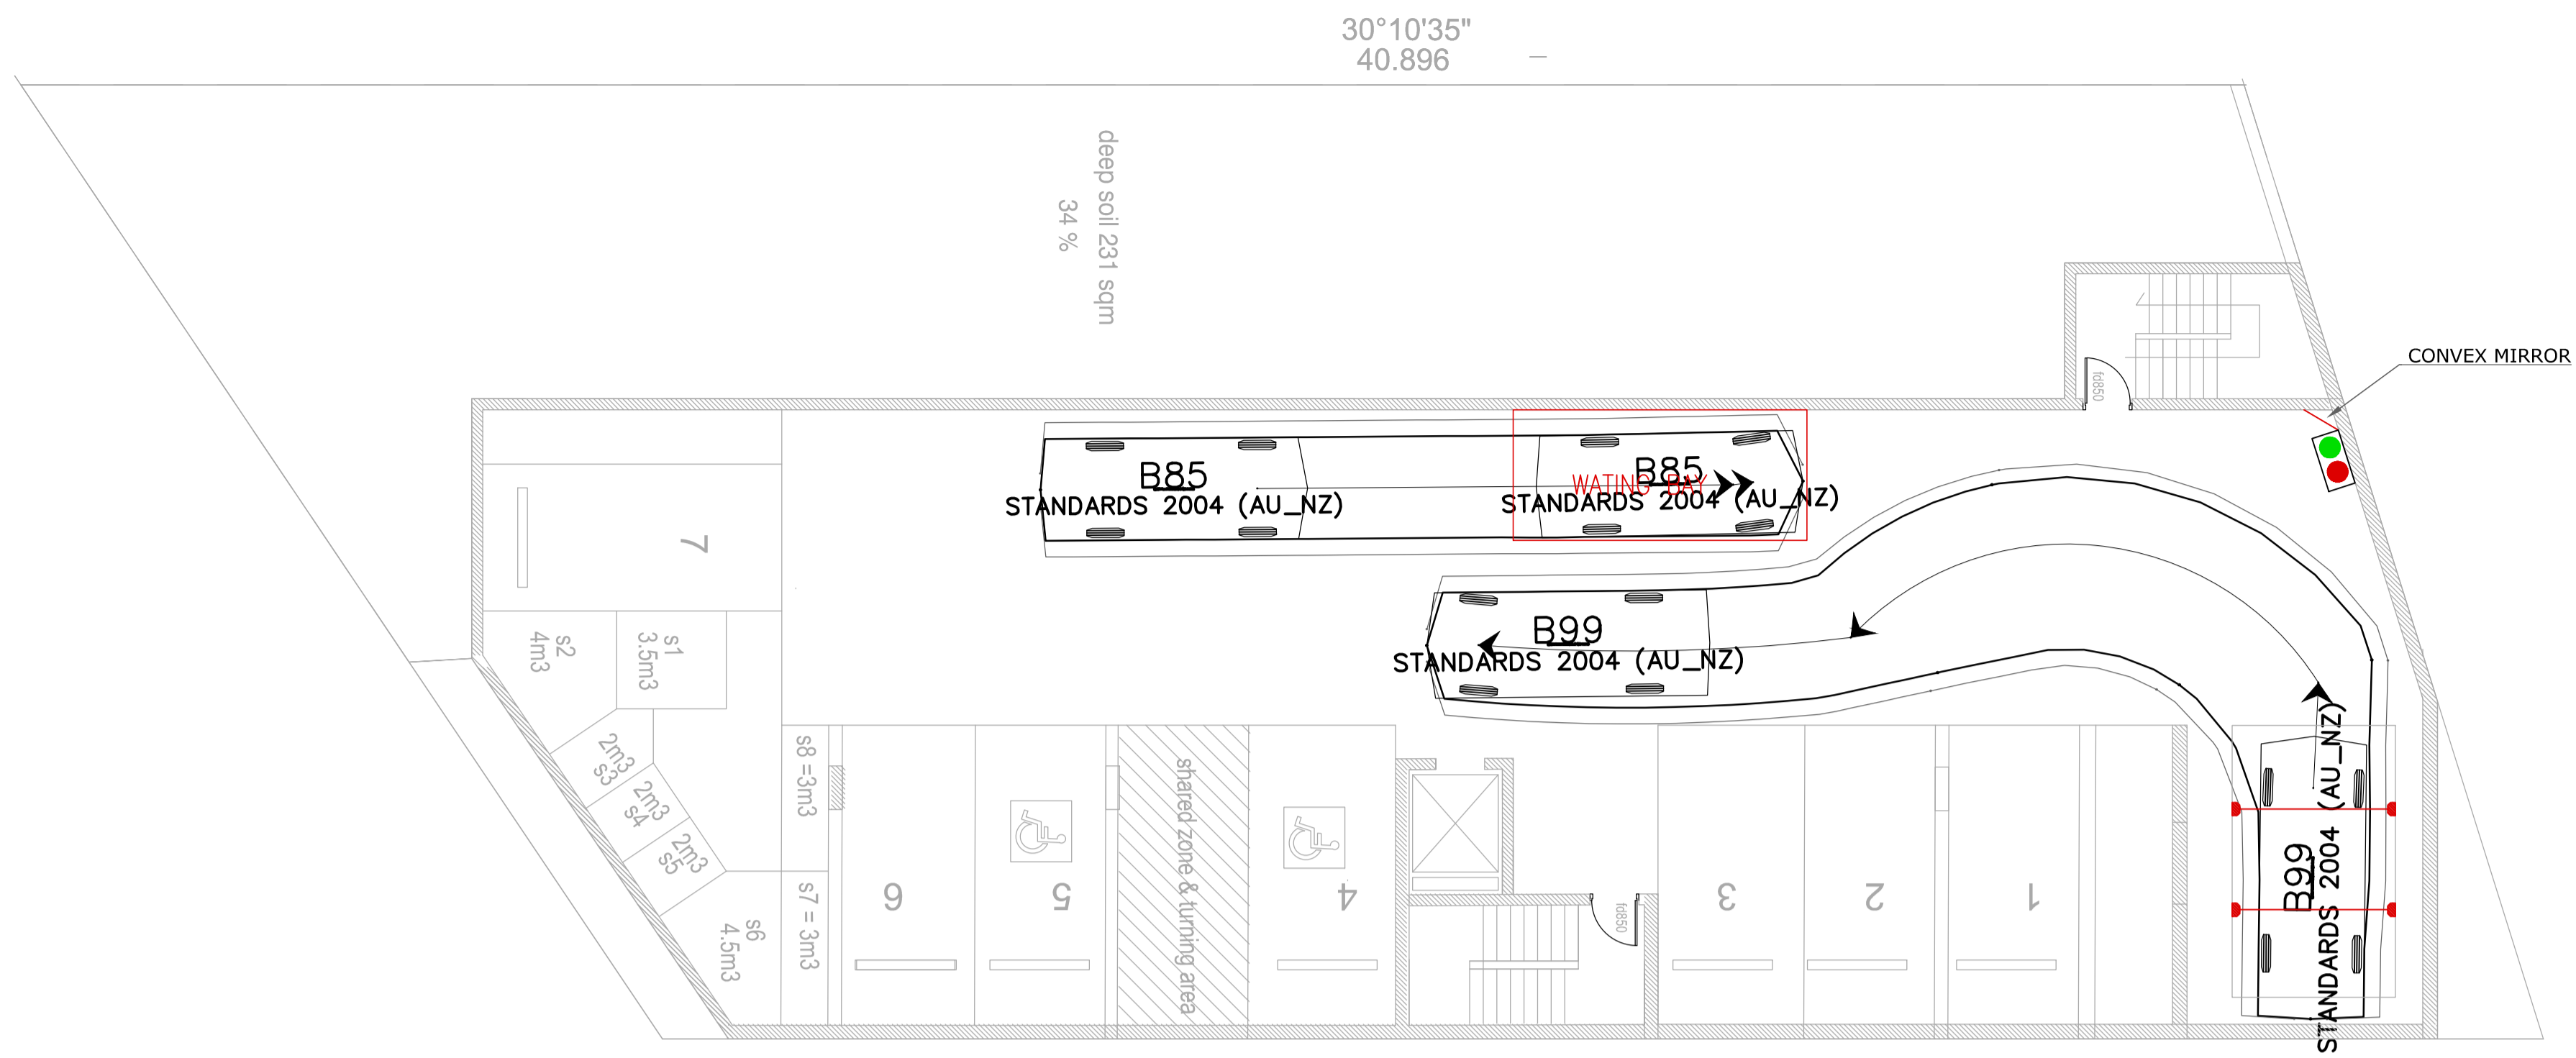 30°10'35"
40.896
deep soil 231 sqm
34 %
CONVEX MIRROR
fd850
B85
STANDARDS 2004 (AU_NZ)
B85
WATING BAY
STANDARDS 2004 (AU_NZ)
B99
STANDARDS 2004 (AU_NZ)
7
s2
4m3
s1
3.5m3
2m3
s3
2m3
s4
2m3
s5
s6
4.5m3
s8 =3m3
s7 = 3m3
6
5
shared zone & turning area
4
fd850
3
2
1
B99
STANDARDS 2004 (AU_NZ)